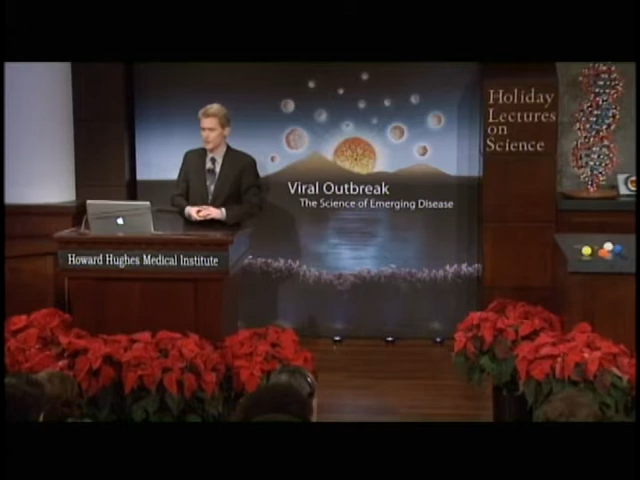 Holiday
Lectures
on
Science
Viral Outbreak
The Science of Emerging Disease
Howard Hughes Medical Institute